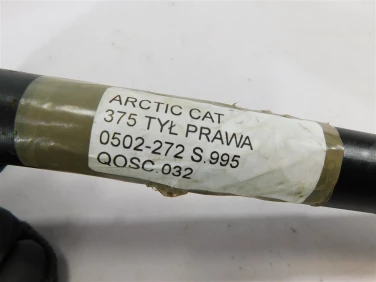 ARCTIC CAT
375 TYŁ PRAWA
0502-272 S.995
QOSC.032